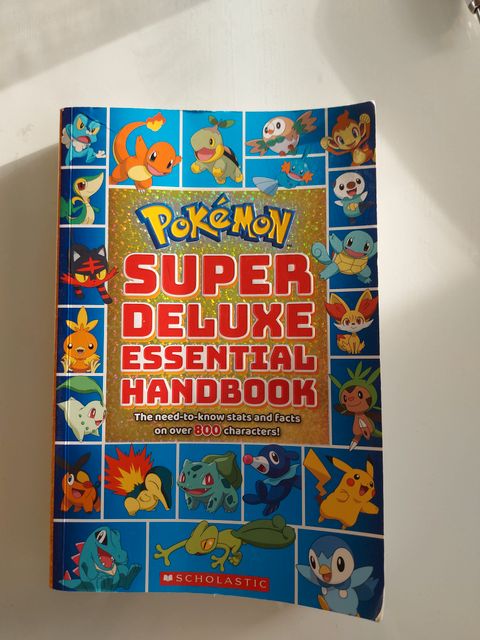 POKéMON
SUPER
DELUXE
ESSENTIAL
HANDBOOK
The need-to-know stats and facts
on over 800 characters!
SCHOLASTIC